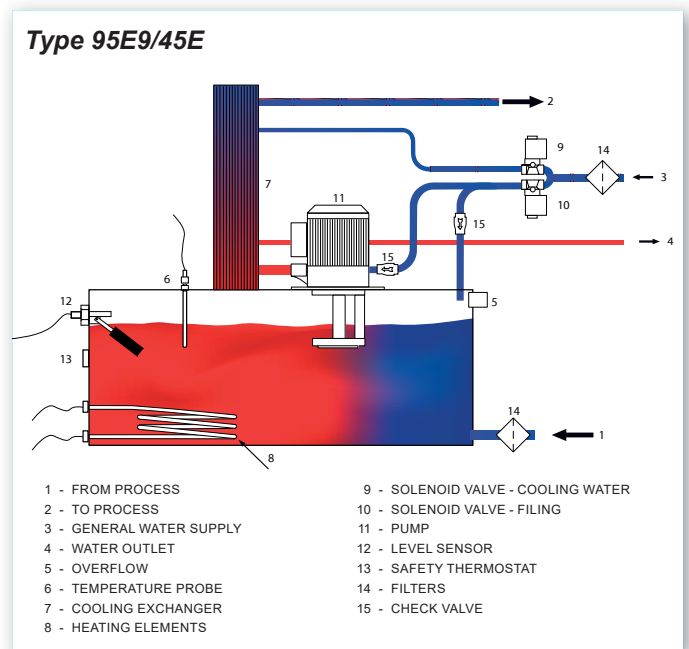 Type 95E9/45E
2
9
14
3
7
11
10
15
4
15
6
5
12
13
14
1
8
1 - FROM PROCESS
2 - TO PROCESS
3 - GENERAL WATER SUPPLY
4 - WATER OUTLET
5 - OVERFLOW
6 - TEMPERATURE PROBE
7 - COOLING EXCHANGER
8 - HEATING ELEMENTS
9 - SOLENOID VALVE - COOLING WATER
10 - SOLENOID VALVE - FILING
11 - PUMP
12 - LEVEL SENSOR
13 - SAFETY THERMOSTAT
14 - FILTERS
15 - CHECK VALVE